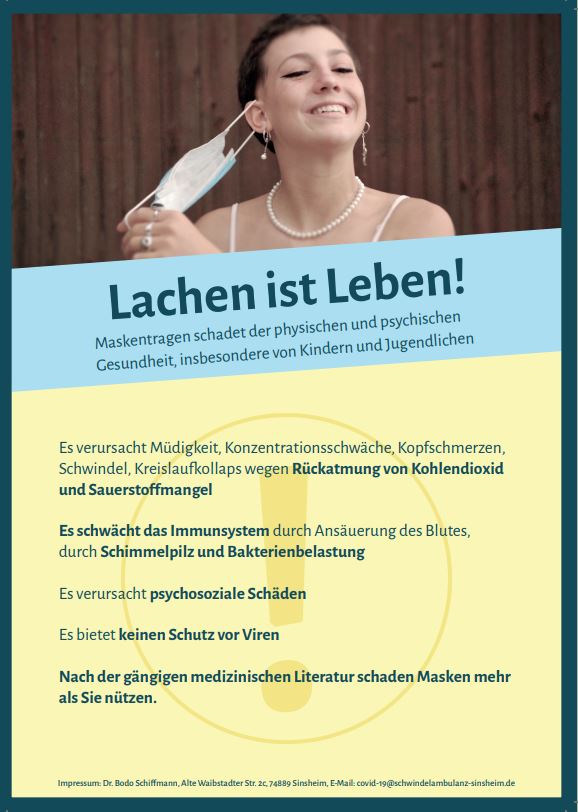 Lachen ist Leben!
Maskentragen schadet der physischen und psychischen
Gesundheit, insbesondere von Kindern und Jugendlichen
Es verursacht Müdigkeit, Konzentrationsschwäche, Kopfschmerzen,
Schwindel, Kreislaufkollaps wegen Rückatmung von Kohlendioxid
und Sauerstoffmangel
Es schwächt das Immunsystem durch Ansäuerung des Blutes,
durch Schimmelpilz und Bakterienbelastung
Es verursacht psychosoziale Schäden
Es bietet keinen Schutz vor Viren
Nach der gängigen medizinischen Literatur schaden Masken mehr
als Sie nützen.
Impressum: Dr. Bodo Schiffmann, Alte Waibstadter Str. 2c, 74889 Sinsheim, E-Mail: covid-19@schwindelambulanz-sinsheim.de